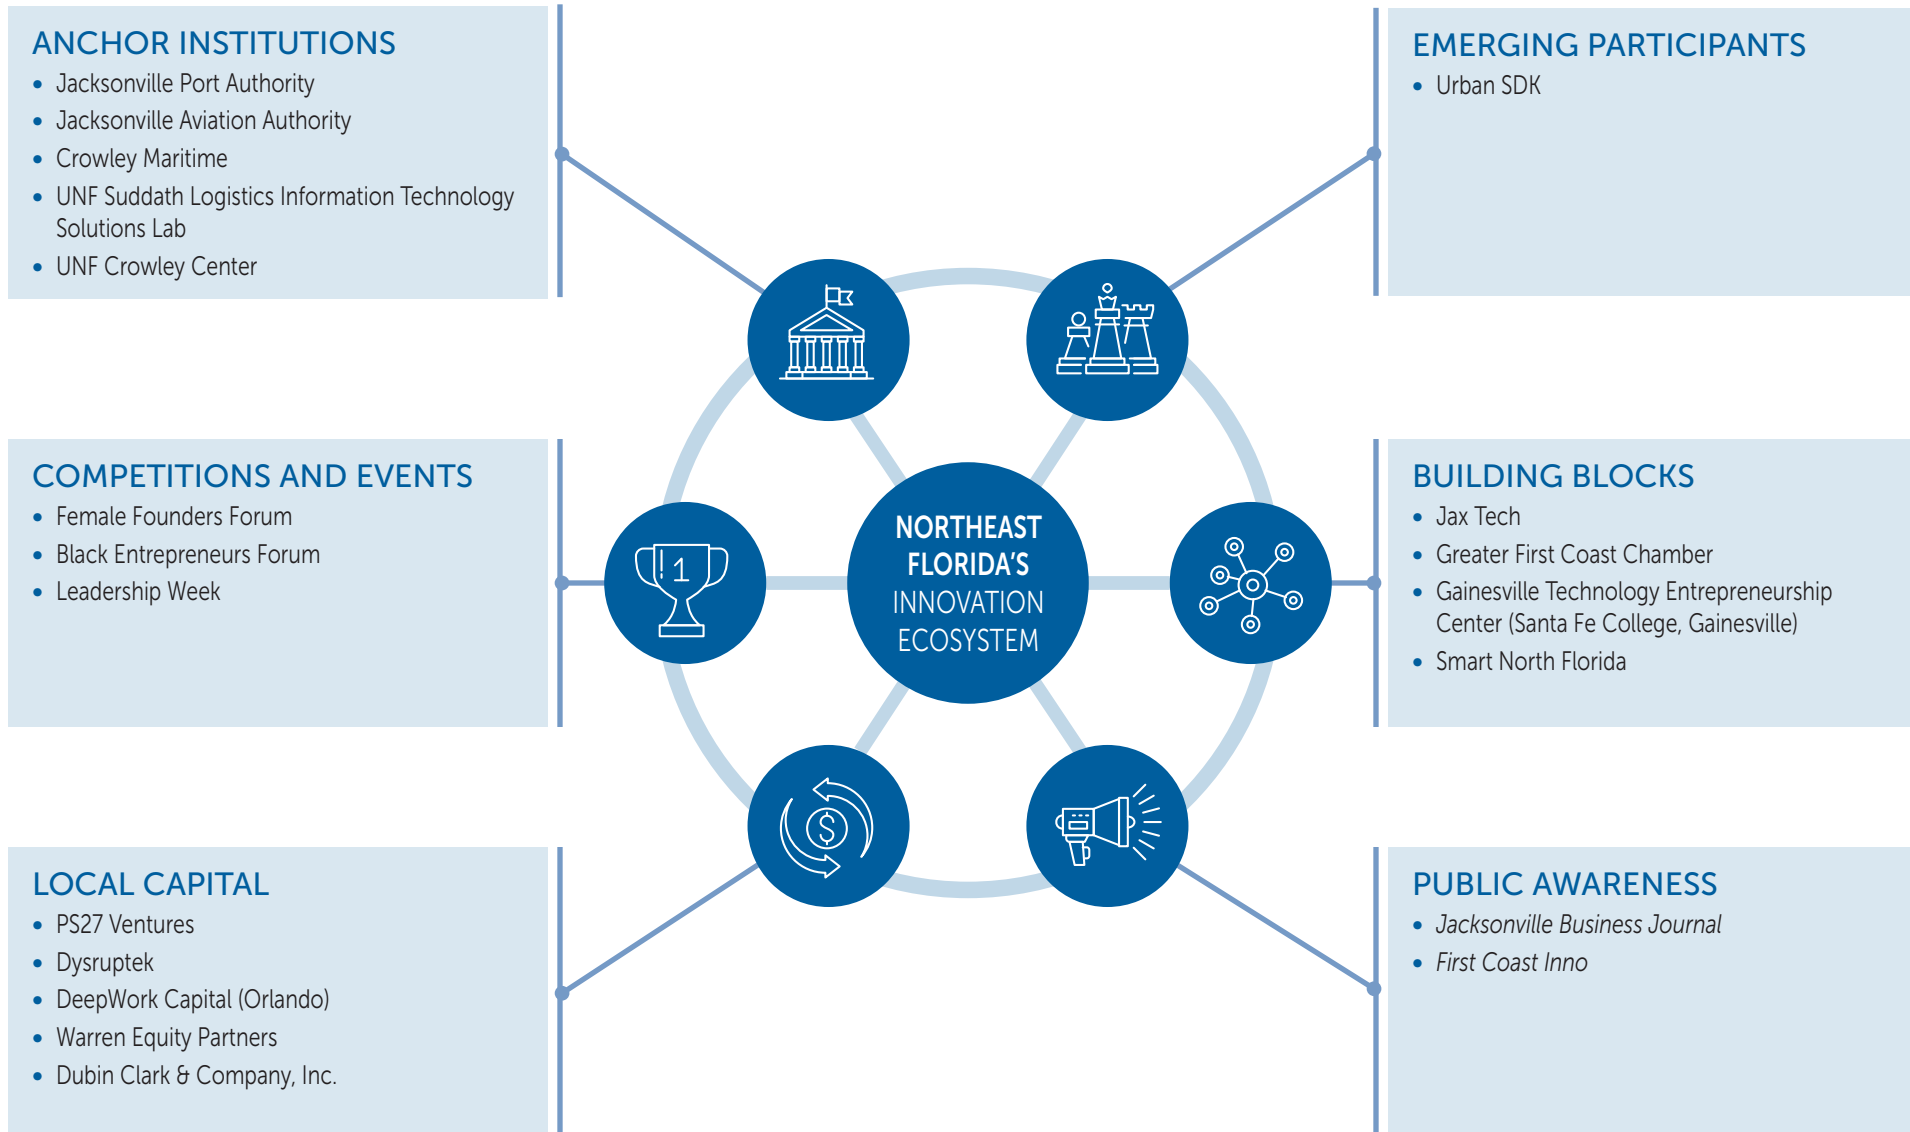 ANCHOR INSTITUTIONS
• Jacksonville Port Authority
• Jacksonville Aviation Authority
• Crowley Maritime
• UNF Suddath Logistics Information Technology
Solutions Lab
• UNF Crowley Center
EMERGING PARTICIPANTS
• Urban SDK
COMPETITIONS AND EVENTS
• Female Founders Forum
• Black Entrepreneurs Forum
• Leadership Week
1
NORTHEAST
FLORIDA'S
INNOVATION
ECOSYSTEM
BUILDING BLOCKS
• Jax Tech
• Greater First Coast Chamber
• Gainesville Technology Entrepreneurship
Center (Santa Fe College, Gainesville)
• Smart North Florida
LOCAL CAPITAL
• PS27 Ventures
• Dysruptek
• DeepWork Capital (Orlando)
• Warren Equity Partners
• Dubin Clark & Company, Inc.
$
PUBLIC AWARENESS
• Jacksonville Business Journal
• First Coast Inno